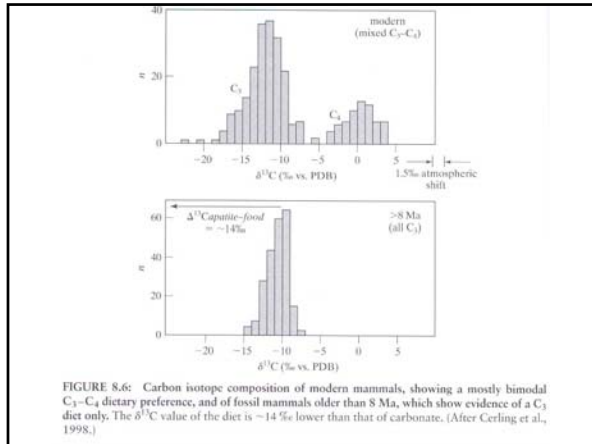 40
modern
(mixed C₃-C₄)
20
n
C₃
C₄
0
−20 −15 −10 −5 0 5
δ¹³C (‰ vs. PDB)
1.5‰ atmospheric
shift
60
Δ¹³Capatite–food
= ~14‰
>8 Ma
(all C₃)
40
n
20
0
−20 −15 −10 −5 0 5
δ¹³C (‰ vs. PDB)
FIGURE 8.6: Carbon isotope composition of modern mammals, showing a mostly bimodal
C₃–C₄ dietary preference, and of fossil mammals older than 8 Ma, which show evidence of a C₃
diet only. The δ¹³C value of the diet is ~14 ‰ lower than that of carbonate. (After Cerling et al.,
1998.)